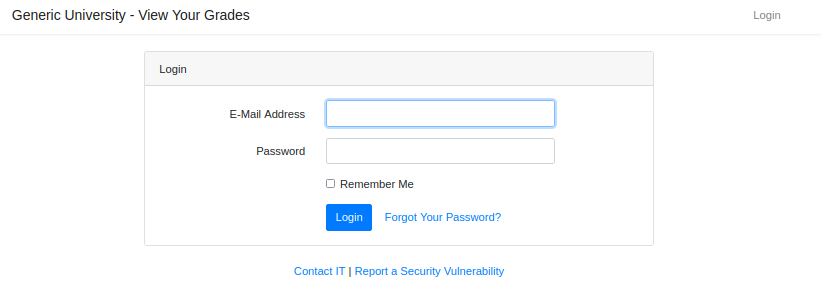 Generic University - View Your Grades Login
Login
E-Mail Address
Password
Remember Me
Login Forgot Your Password?
Contact IT | Report a Security Vulnerability